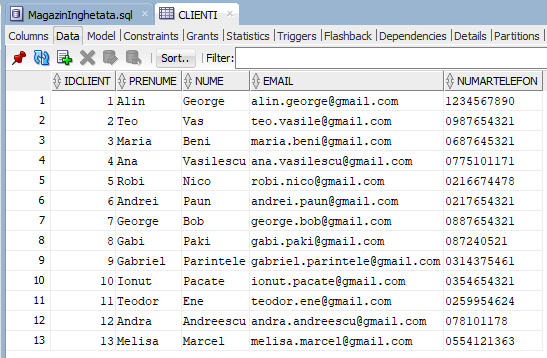 MagazinInghetata.sql CLIENTI
Columns Data Model Constraints Grants Statistics Triggers Flashback Dependencies Details Partitions
Sort.. Filter:
IDCLIENT PRENUME NUME EMAIL NUMARTELEFON
1 1 Alin George alin.george@gmail.com 1234567890
2 2 Teo Vas teo.vasile@gmail.com 0987654321
3 3 Maria Beni maria.beni@gmail.com 0687645321
4 4 Ana Vasilescu ana.vasilescu@gmail.com 0775101171
5 5 Robi Nico robi.nico@gmail.com 0216674478
6 6 Andrei Paun andrei.paun@gmail.com 0217654321
7 7 George Bob george.bob@gmail.com 0887654321
8 8 Gabi Paki gabi.paki@gmail.com 087240521
9 9 Gabriel Parintele gabriel.parintele@gmail.com 0314375461
10 10 Ionut Pacate ionut.pacate@gmail.com 0354654321
11 11 Teodor Ene teodor.ene@gmail.com 0259954624
12 12 Andra Andreescu andra.andreescu@gmail.com 078101178
13 13 Melisa Marcel melisa.marcel@gmail.com 0554121363